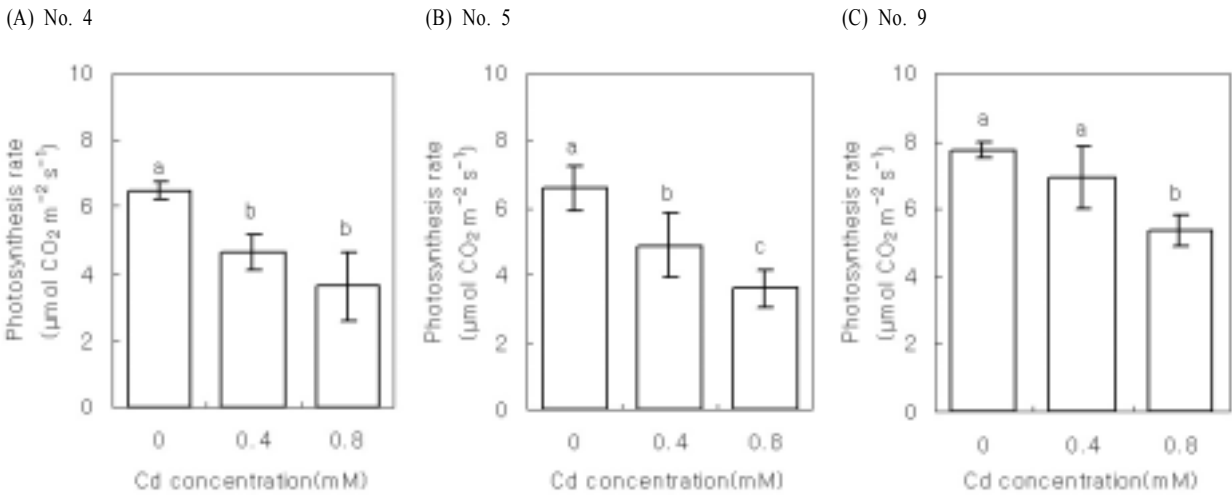 (A) No. 4
10
8
6
4
2
0
Photosynthesis rate
(μmol CO₂ m⁻² s⁻¹)
a
b
b
0 0.4 0.8
Cd concentration(mM)
(B) No. 5
10
8
6
4
2
0
Photosynthesis rate
(μmol CO₂ m⁻² s⁻¹)
a
b
c
0 0.4 0.8
Cd concentration(mM)
(C) No. 9
10
8
6
4
2
0
Photosynthesis rate
(μmol CO₂ m⁻² s⁻¹)
a
a
b
0 0.4 0.8
Cd concentration(mM)